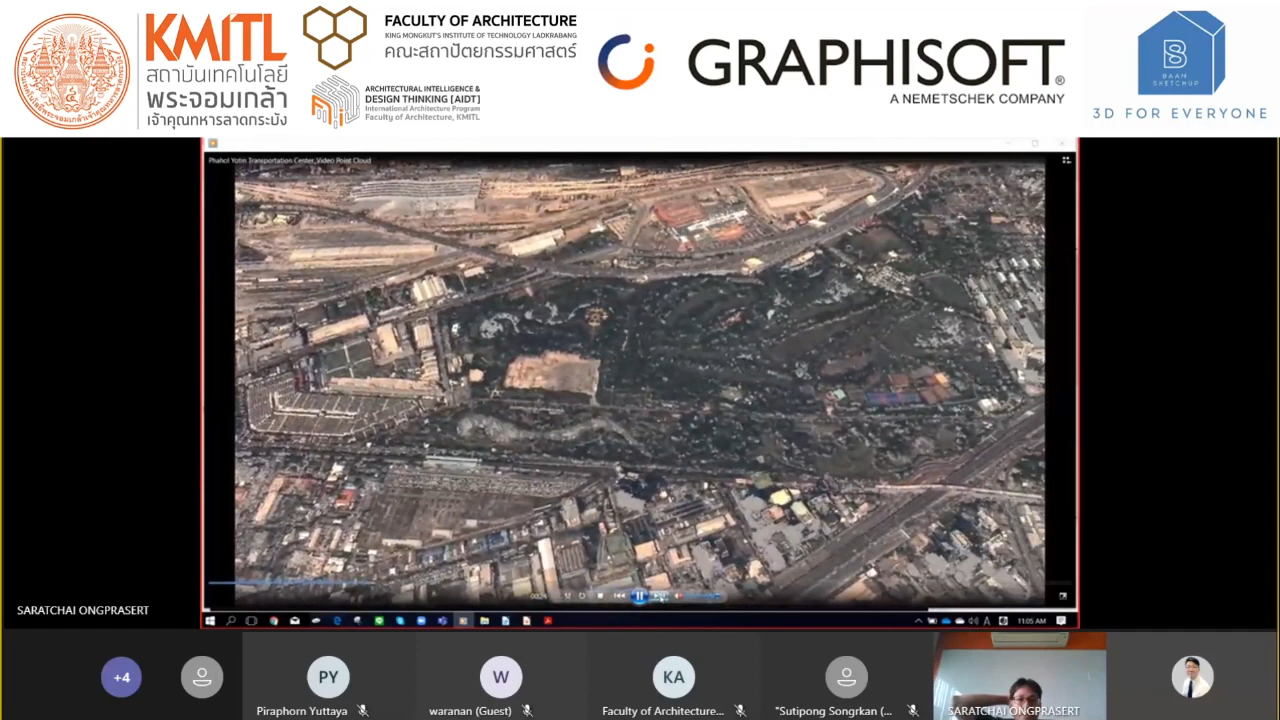 KMITL
สถาบันเทคโนโลยี
พระจอมเกล้า
เจ้าคุณทหารลาดกระบัง
FACULTY OF ARCHITECTURE
KING MONGKUT'S INSTITUTE OF TECHNOLOGY LADKRABANG
คณะสถาปัตยกรรมศาสตร์
ARCHITECTURAL INTELLIGENCE &
DESIGN THINKING [AIDT]
International Architecture Program
Faculty of Architecture, KMITL
GRAPHISOFT®
A NEMETSCHEK COMPANY
B
BAAN
SKETCHUP
3D FOR EVERYONE
Phahol Yotin Transportation Center_Video Point Cloud
00:24
11:05 AM
SARATCHAI ONGPRASERT
+4
PY
Piraphorn Yuttaya
W
waranan (Guest)
KA
Faculty of Architecture...
"Sutipong Songrkan (...
SARATCHAI ONGPRASERT